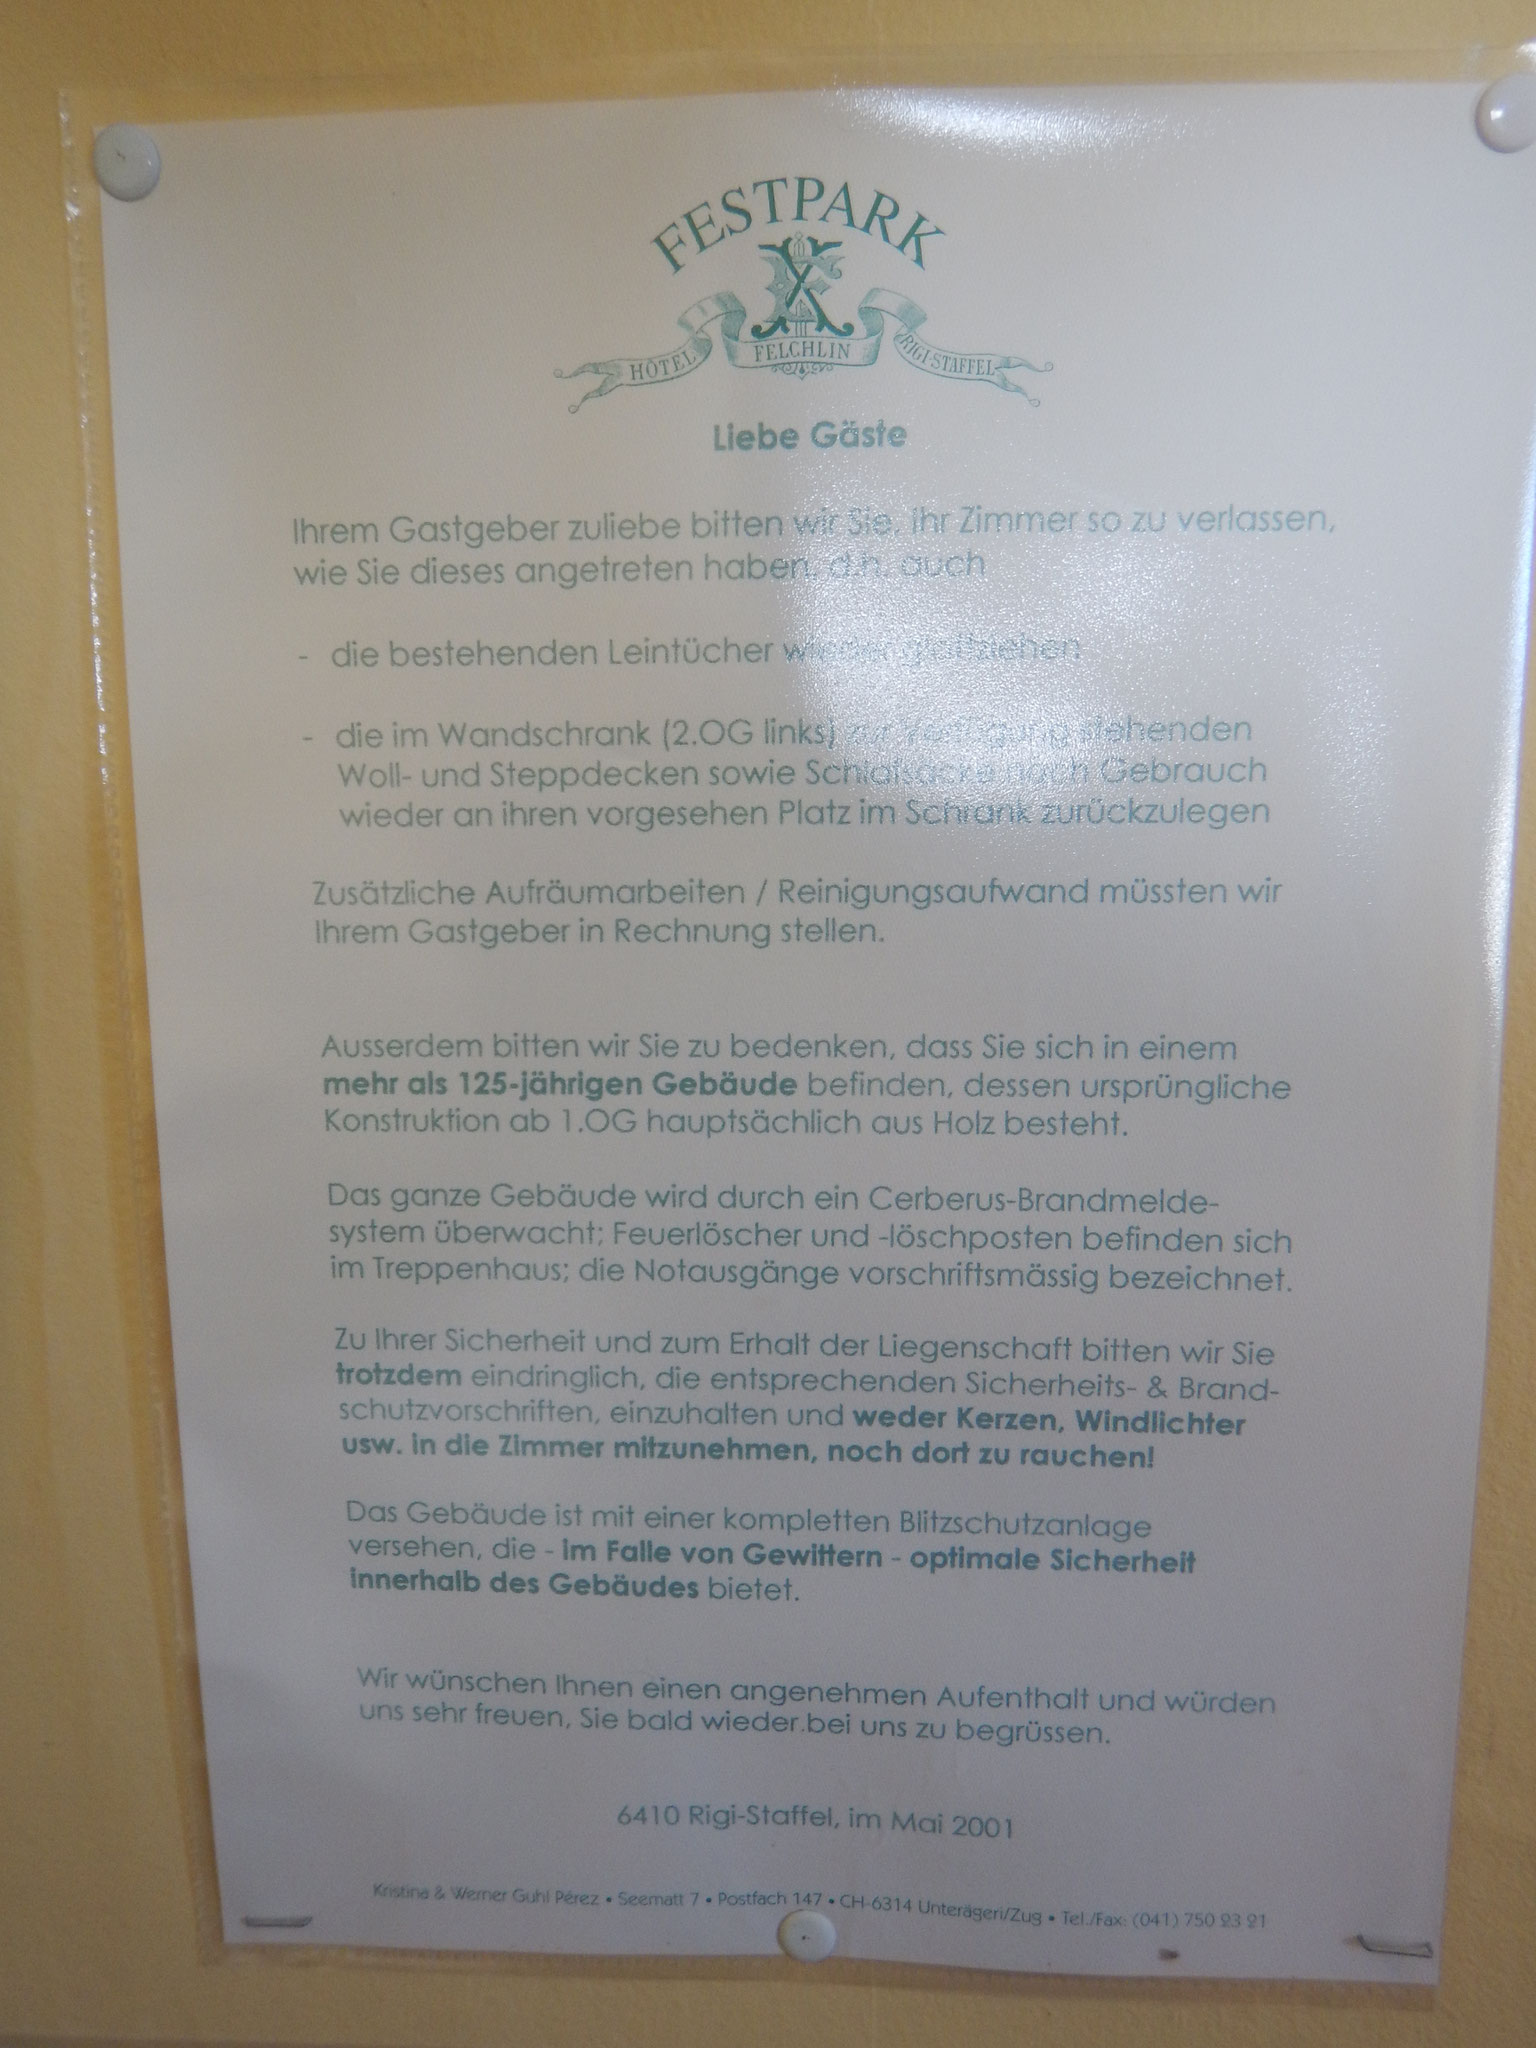 FESTPARK
HÔTEL FELCHLIN RIGI-STAFFEL
Liebe Gäste
Ihrem Gastgeber zuliebe bitten wir Sie, Ihr Zimmer so zu verlassen,
wie Sie dieses angetreten haben, d.h. auch
- die bestehenden Leintücher wieder glattziehen
- die im Wandschrank (2.OG links) zur Verfügung stehenden
Woll- und Steppdecken sowie Schlafsäcke nach Gebrauch
wieder an ihren vorgesehen Platz im Schrank zurückzulegen
Zusätzliche Aufräumarbeiten / Reinigungsaufwand müssten wir
Ihrem Gastgeber in Rechnung stellen.
Ausserdem bitten wir Sie zu bedenken, dass Sie sich in einem
mehr als 125-jährigen Gebäude befinden, dessen ursprüngliche
Konstruktion ab 1.OG hauptsächlich aus Holz besteht.
Das ganze Gebäude wird durch ein Cerberus-Brandmelde-
system überwacht; Feuerlöscher und -löschposten befinden sich
im Treppenhaus; die Notausgänge vorschriftsmässig bezeichnet.
Zu Ihrer Sicherheit und zum Erhalt der Liegenschaft bitten wir Sie
trotzdem eindringlich, die entsprechenden Sicherheits- & Brand-
schutzvorschriften, einzuhalten und weder Kerzen, Windlichter
usw. in die Zimmer mitzunehmen, noch dort zu rauchen!
Das Gebäude ist mit einer kompletten Blitzschutzanlage
versehen, die - im Falle von Gewittern - optimale Sicherheit
innerhalb des Gebäudes bietet.
Wir wünschen Ihnen einen angenehmen Aufenthalt und würden
uns sehr freuen, Sie bald wieder bei uns zu begrüssen.
6410 Rigi-Staffel, im Mai 2001
Kristina & Werner Guhl Pérez • Seematt 7 • Postfach 147 • CH-6314 Unterägeri/Zug • Tel./Fax: (041) 750 23 21